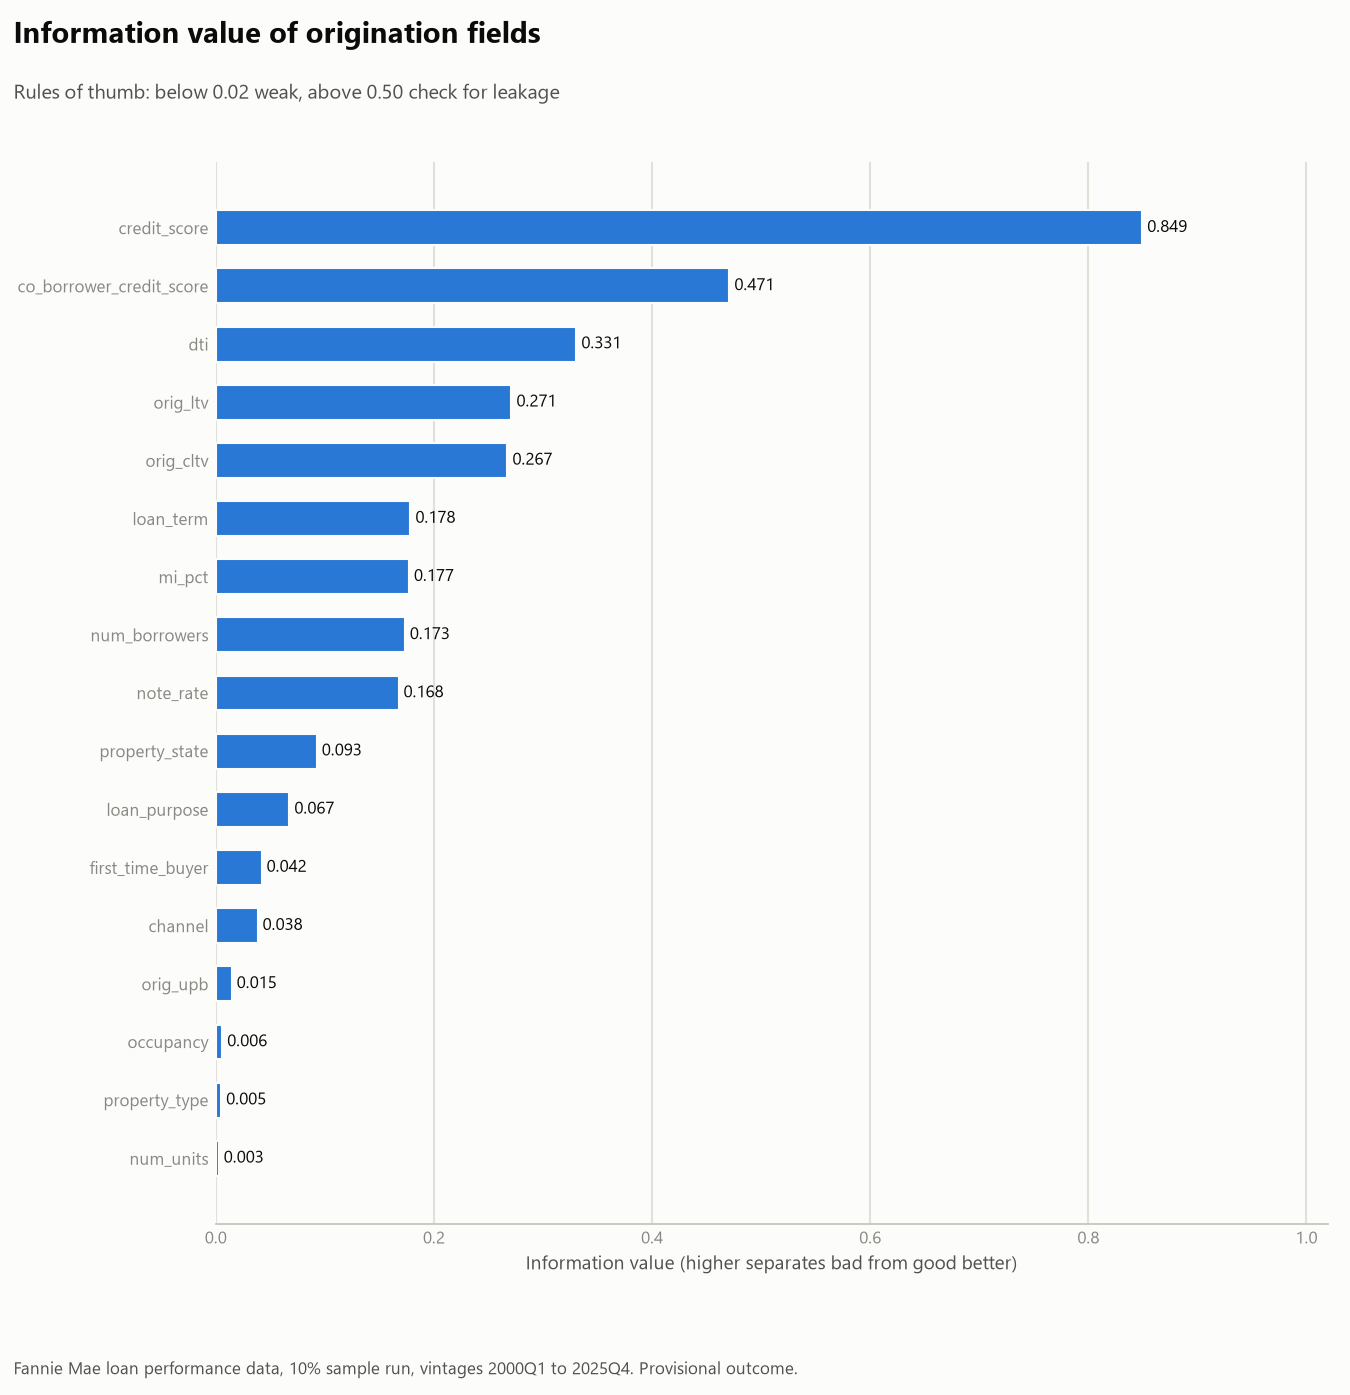 Information value of origination fields
Rules of thumb: below 0.02 weak, above 0.50 check for leakage
credit_score 0.849
co_borrower_credit_score 0.471
dti 0.331
orig_ltv 0.271
orig_cltv 0.267
loan_term 0.178
mi_pct 0.177
num_borrowers 0.173
note_rate 0.168
property_state 0.093
loan_purpose 0.067
first_time_buyer 0.042
channel 0.038
orig_upb 0.015
occupancy 0.006
property_type 0.005
num_units 0.003
0.0 0.2 0.4 0.6 0.8 1.0
Information value (higher separates bad from good better)
Fannie Mae loan performance data, 10% sample run, vintages 2000Q1 to 2025Q4. Provisional outcome.